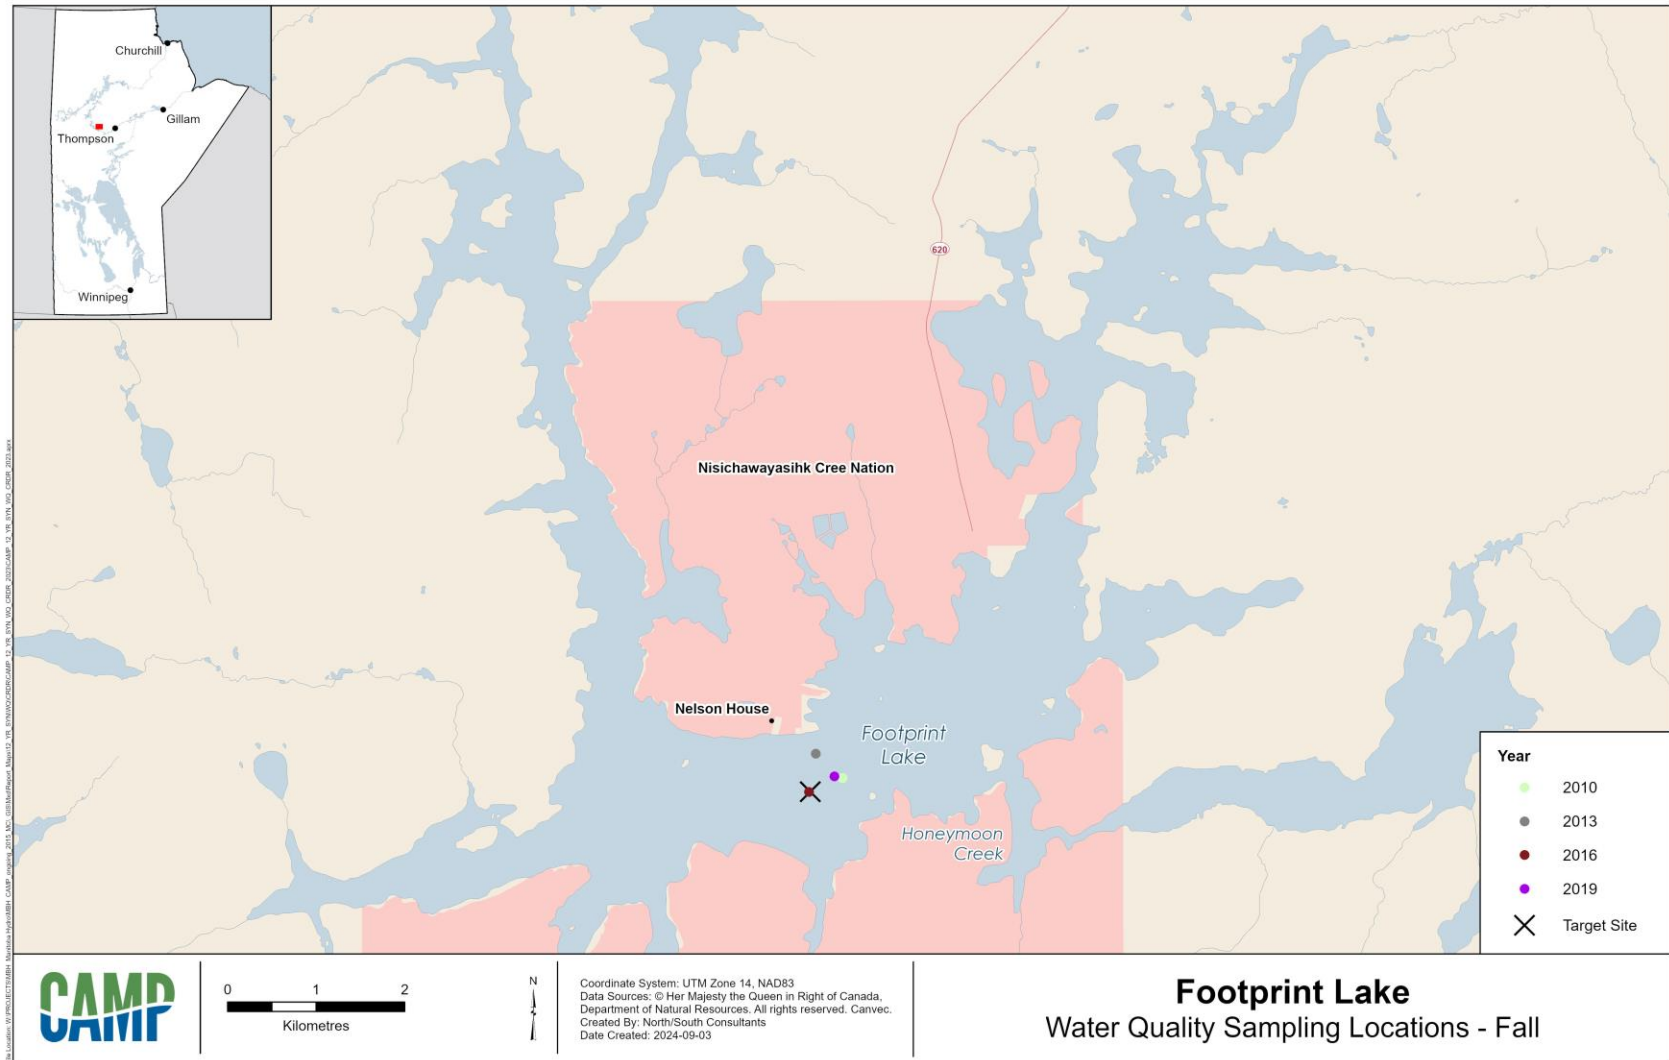 Churchill
Gillam
Thompson
Winnipeg
620
Nisichawayasihk Cree Nation
Nelson House
Footprint
Lake
Honeymoon
Creek
Year
2010
2013
2016
2019
Target Site
CAMP
0 1 2
Kilometres
N
Coordinate System: UTM Zone 14, NAD83
Data Sources: © Her Majesty the Queen in Right of Canada,
Department of Natural Resources. All rights reserved. Canvec.
Created By: North/South Consultants
Date Created: 2024-09-03
Footprint Lake
Water Quality Sampling Locations - Fall